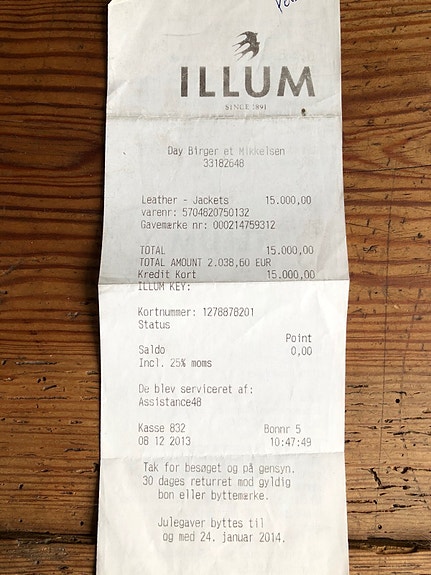 ILLUM
SINCE 1891
Day Birger et Mikkelsen
33182648
Leather - Jackets 15.000,00
varenr: 5704820750132
Gavemærke nr: 000214759312
TOTAL 15.000,00
TOTAL AMOUNT 2.038,60 EUR
Kredit Kort 15.000,00
ILLUM KEY:
Kortnummer: 1278878201
Status
Point
Saldo 0,00
Incl. 25% moms
De blev serviceret af:
Assistance48
Kasse 832 Bonnr 5
08 12 2013 10:47:49
Tak for besøget og på gensyn.
30 dages returret mod gyldig
bon eller byttemærke.
Julegaver byttes til
og med 24. januar 2014.